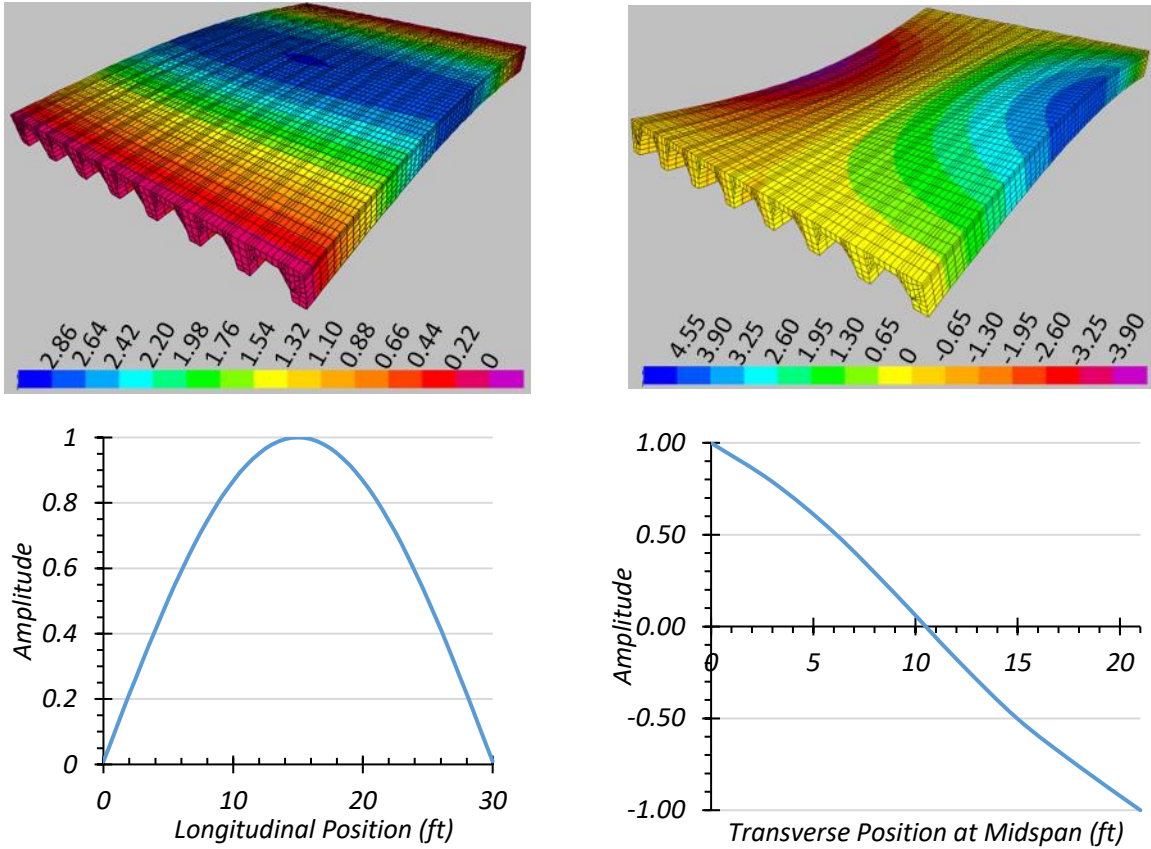 2.86 2.64 2.42 2.20 1.98 1.76 1.54 1.32 1.10 0.88 0.66 0.44 0.22 0
4.55 3.90 3.25 2.60 1.95 1.30 0.65 0 -0.65 -1.30 -1.95 -2.60 -3.25 -3.90
1
0.8
0.6
0.4
0.2
0
Amplitude
0 10 20 30
Longitudinal Position (ft)
1.00
0.50
0.00
-0.50
-1.00
Amplitude
0 5 10 15 20
Transverse Position at Midspan (ft)